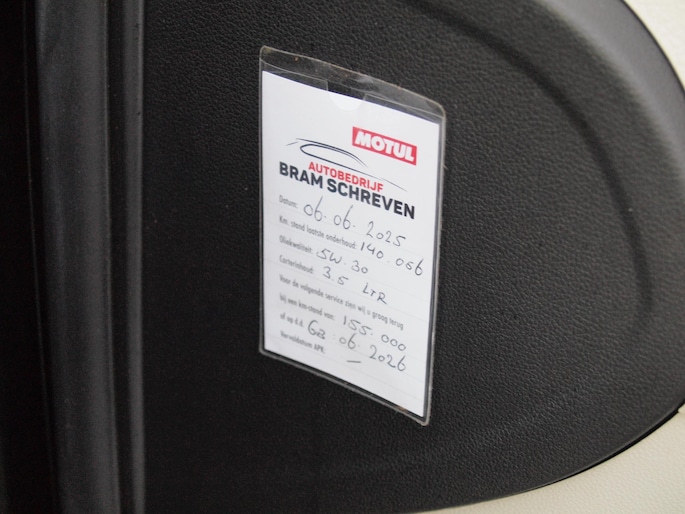 MOTUL
AUTOBEDRIJF
BRAM SCHREVEN
Datum: 06.06.2025
Km. stand laatste onderhoud: 140.066
Oliekwaliteit: 5W.30
Carterinhoud: 3.5 LTR
Voor de volgende service zien wij u graag terug
bij een km-stand van: 155.000
of op d.d. 06.2026
Vervaldatum APK: –